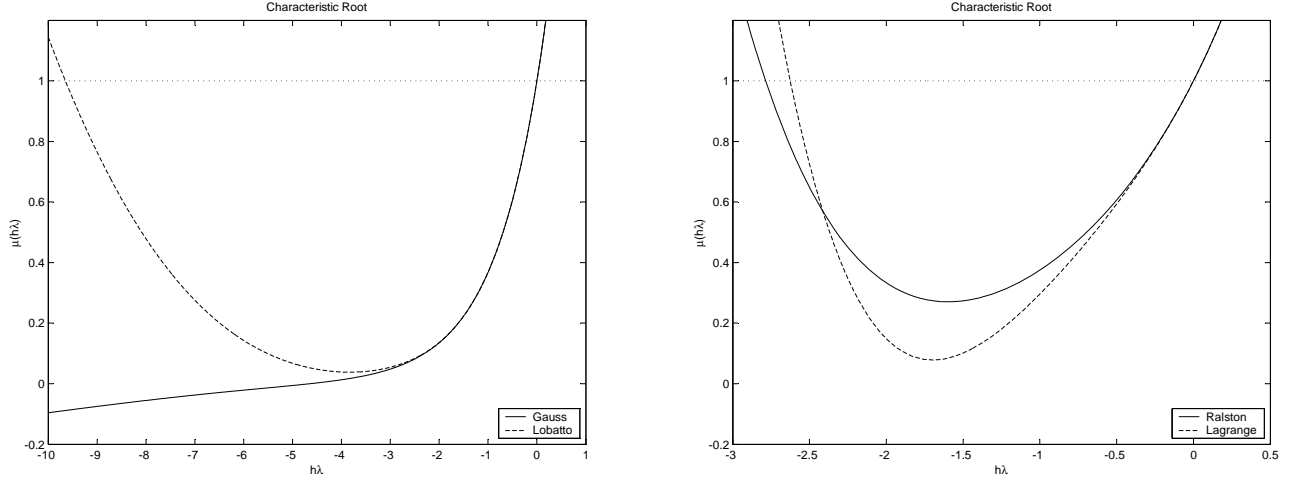 Characteristic Root
1
0.8
0.6
0.4
0.2
0
-0.2
μ(hλ)
-10 -9 -8 -7 -6 -5 -4 -3 -2 -1 0 1
hλ
Gauss
Lobatto
Characteristic Root
1
0.8
0.6
0.4
0.2
0
-0.2
μ(hλ)
-3 -2.5 -2 -1.5 -1 -0.5 0 0.5
hλ
Ralston
Lagrange